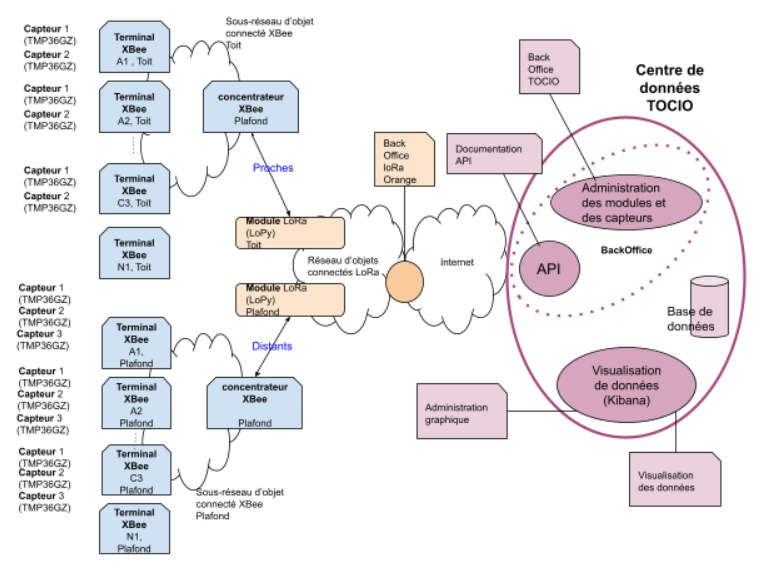 Capteur 1
(TMP36GZ)
Capteur 2
(TMP36GZ)
Terminal
XBee
A1 , Toit
Sous-réseau d'objet
connecté XBee
Toit
Capteur 1
(TMP36GZ)
Capteur 2
(TMP36GZ)
Terminal
XBee
A2, Toit
concentrateur
XBee
Plafond
Capteur 1
(TMP36GZ)
Capteur 2
(TMP36GZ)
Terminal
XBee
C3, Toit
Proches
Terminal
XBee
N1, Toit
Module LoRa
(LoPy)
Toit
Réseau d'objets
connectés LoRa
Module LoRa
(LoPy)
Plafond
Distants
Back
Office
loRa
Orange
Internet
Capteur 1
(TMP36GZ)
Capteur 2
(TMP36GZ)
Capteur 3
(TMP36GZ)
Terminal
XBee
A1,
Plafond
Capteur 1
(TMP36GZ)
Capteur 2
(TMP36GZ)
Capteur 3
(TMP36GZ)
Terminal
XBee
A2
Plafond
concentrateur
XBee
Plafond
Capteur 1
(TMP36GZ)
Capteur 2
(TMP36GZ)
Capteur 3
(TMP36GZ)
Terminal
XBee
C3
Plafond
Sous-réseau d'objet
connecté XBee
Plafond
Terminal
XBee
N1,
Plafond
Back
Office
TOCIO
Centre de
données
TOCIO
Documentation
API
Administration
des modules et
des capteurs
BackOffice
API
Base de
données
Visualisation
de données
(Kibana)
Administration
graphique
Visualisation
des données